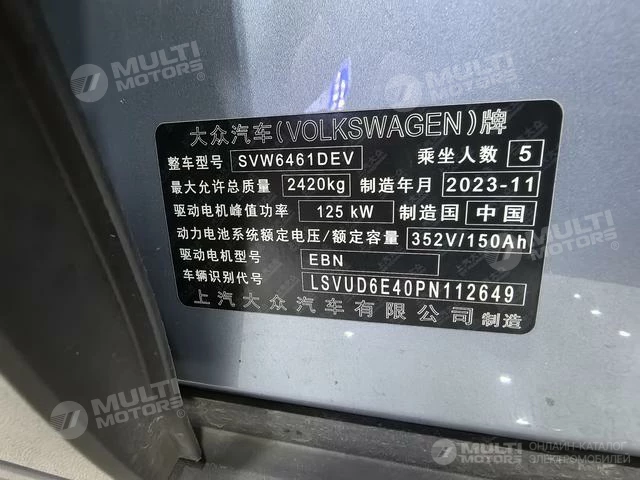 MULTI MOTORS®
MULTI MOTORS
大众汽车(VOLKSWAGEN)牌
整车型号 SVW6461DEV 乘坐人数 5
最大允许总质量 2420kg 制造年月 2023-11
驱动电机峰值功率 125 kW 制造国 中国
动力电池系统额定电压/额定容量 352V/150Ah
驱动电机型号 EBN
车辆识别代号 LSVUD6E40PN112649
上汽大众汽车有限公司 制造
MULTI MOTORS®
MULTI MOTORS
ОНЛАЙН-КАТАЛОГ
ЭЛЕКТРОМОБИЛЕЙ